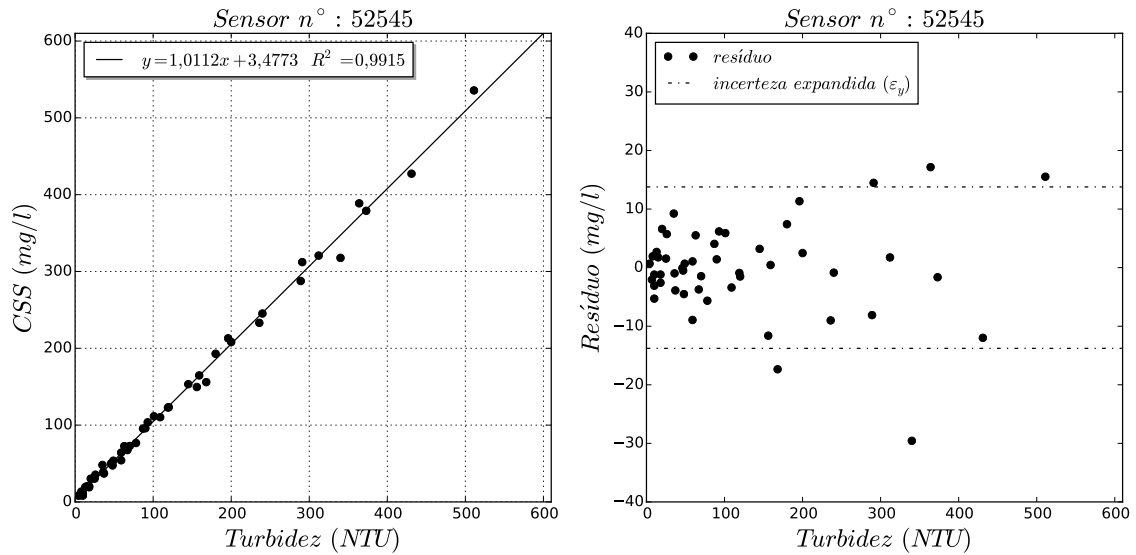 Sensor n° : 52545
600
500
400
300
200
100
0
0 100 200 300 400 500 600
CSS (mg/l)
Turbidez (NTU)
y=1,0112x+3,4773 R² =0,9915
Sensor n° : 52545
40
30
20
10
0
−10
−20
−30
−40
0 100 200 300 400 500 600
Resíduo (mg/l)
Turbidez (NTU)
resíduo
incerteza expandida (εy)